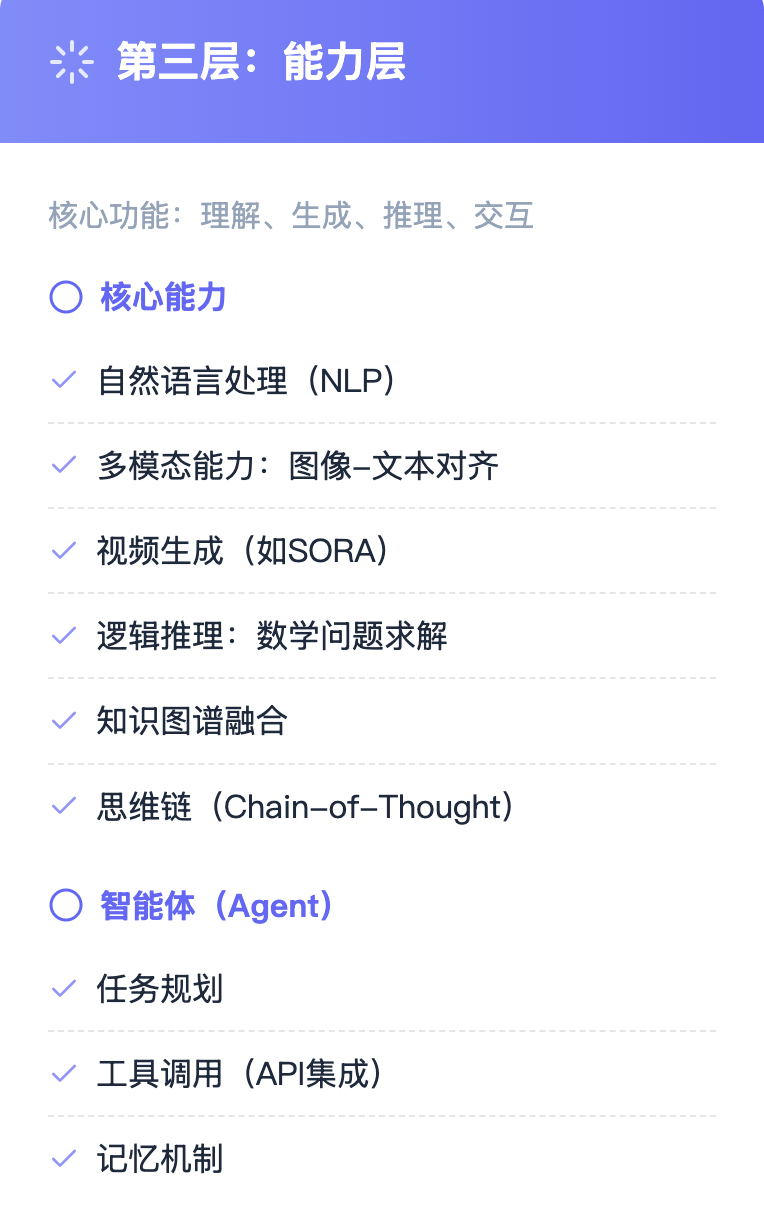 第三层：能力层
核心功能：理解、生成、推理、交互
核心能力
自然语言处理（NLP）
多模态能力：图像-文本对齐
视频生成（如SORA）
逻辑推理：数学问题求解
知识图谱融合
思维链（Chain-of-Thought）
智能体（Agent）
任务规划
工具调用（API集成）
记忆机制